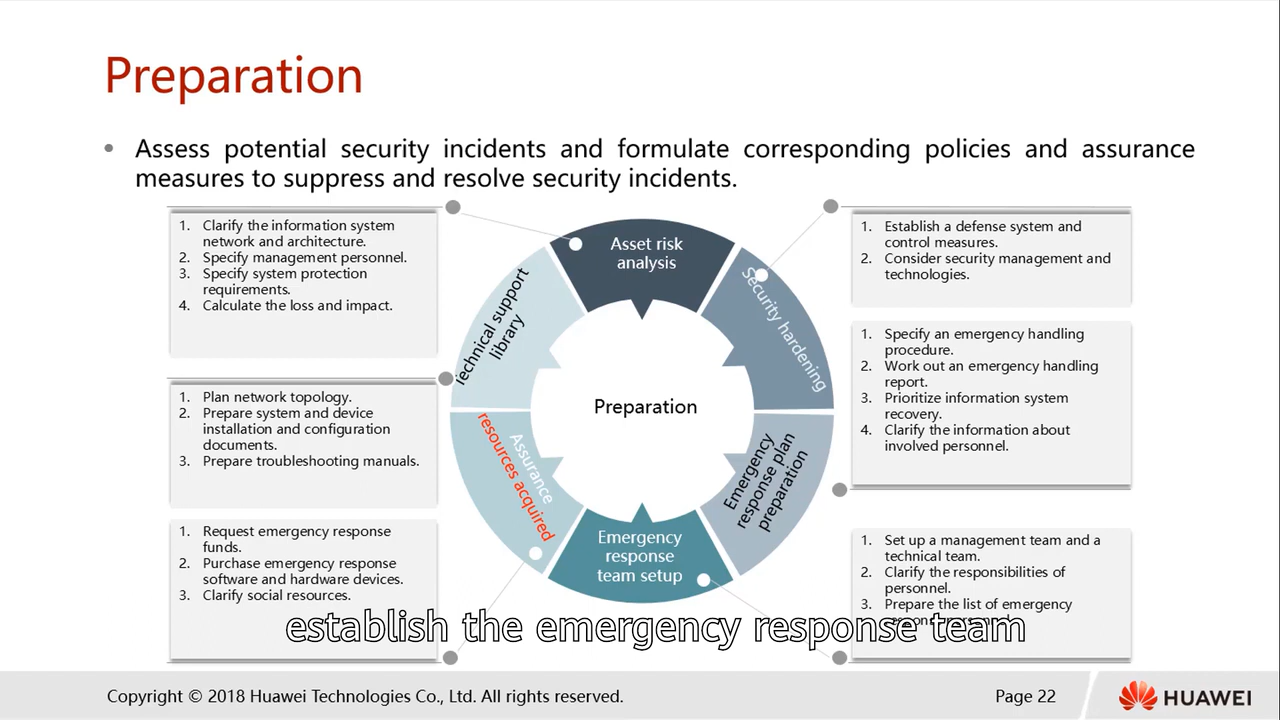 Preparation
• Assess potential security incidents and formulate corresponding policies and assurance
measures to suppress and resolve security incidents.
1. Clarify the information system
network and architecture.
2. Specify management personnel.
3. Specify system protection
requirements.
4. Calculate the loss and impact.
1. Plan network topology.
2. Prepare system and device
installation and configuration
documents.
3. Prepare troubleshooting manuals.
1. Request emergency response
funds.
2. Purchase emergency response
software and hardware devices.
3. Clarify social resources.
Asset risk
analysis
Security hardening
Emergency
response plan
preparation
Emergency
response
team setup
Assurance
resources acquired
Technical support
library
Preparation
1. Establish a defense system and
control measures.
2. Consider security management and
technologies.
1. Specify an emergency handling
procedure.
2. Work out an emergency handling
report.
3. Prioritize information system
recovery.
4. Clarify the information about
involved personnel.
1. Set up a management team and a
technical team.
2. Clarify the responsibilities of
personnel.
3. Prepare the list of emergency
establish the emergency response team
Copyright © 2018 Huawei Technologies Co., Ltd. All rights reserved.
Page 22
HUAWEI